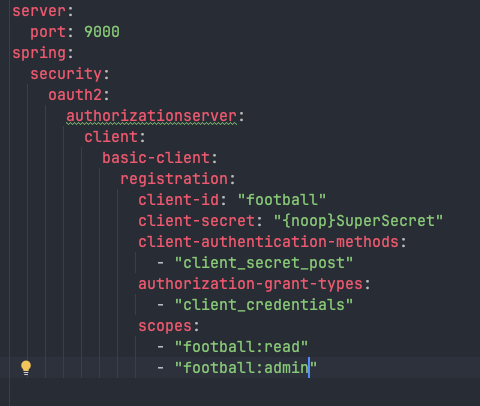 server:
  port: 9000
spring:
  security:
    oauth2:
      authorizationserver:
        client:
          basic-client:
            registration:
              client-id: "football"
              client-secret: "{noop}SuperSecret"
              client-authentication-methods:
                - "client_secret_post"
              authorization-grant-types:
                - "client_credentials"
              scopes:
                - "football:read"
                - "football:admin"